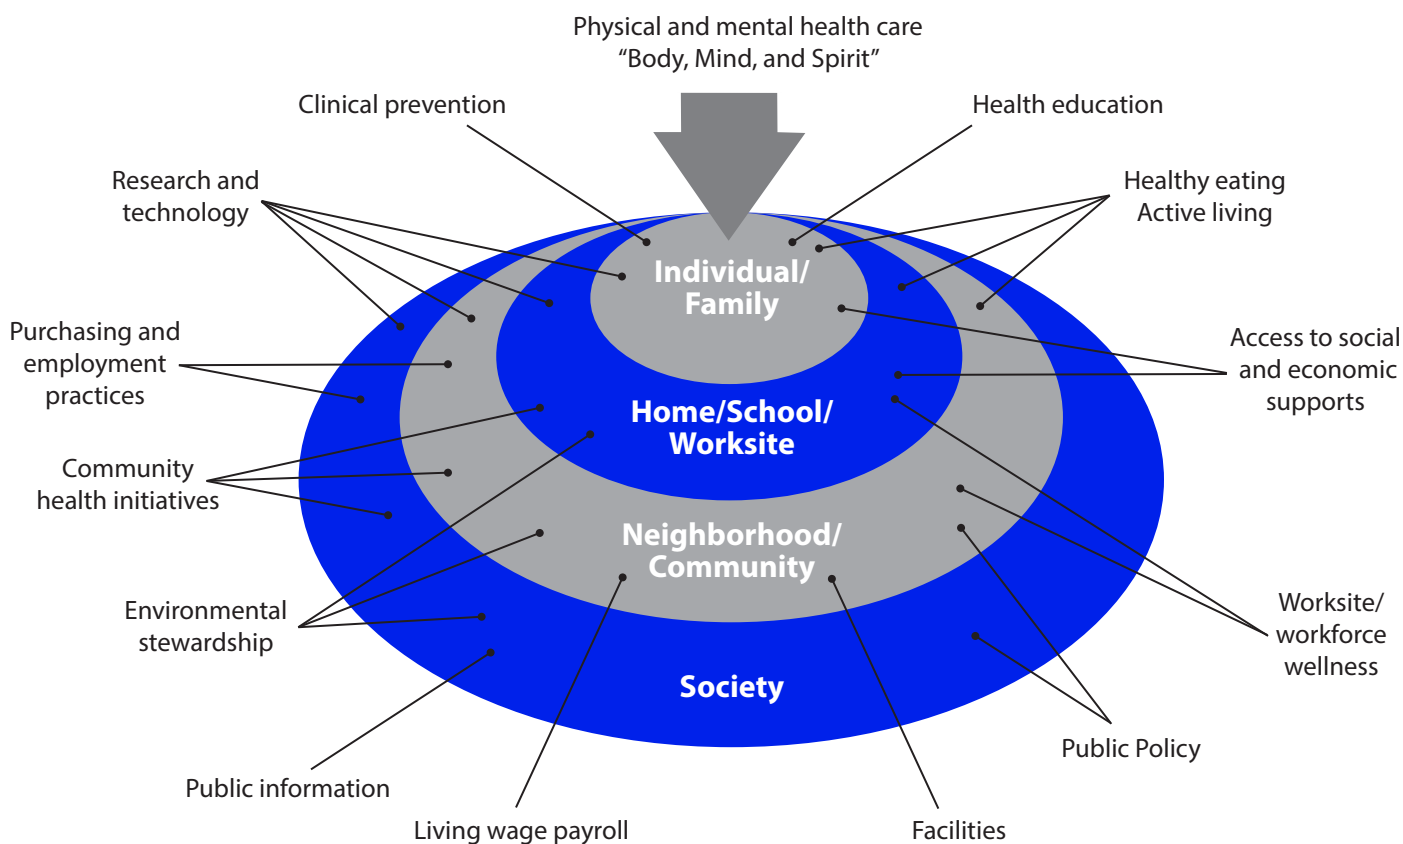 Physical and mental health care
“Body, Mind, and Spirit”
Clinical prevention
Health education
Research and
technology
Healthy eating
Active living
Individual/
Family
Purchasing and
employment
practices
Access to social
and economic
supports
Home/School/
Worksite
Community
health initiatives
Neighborhood/
Community
Environmental
stewardship
Worksite/
workforce
wellness
Society
Public Policy
Public information
Living wage payroll
Facilities